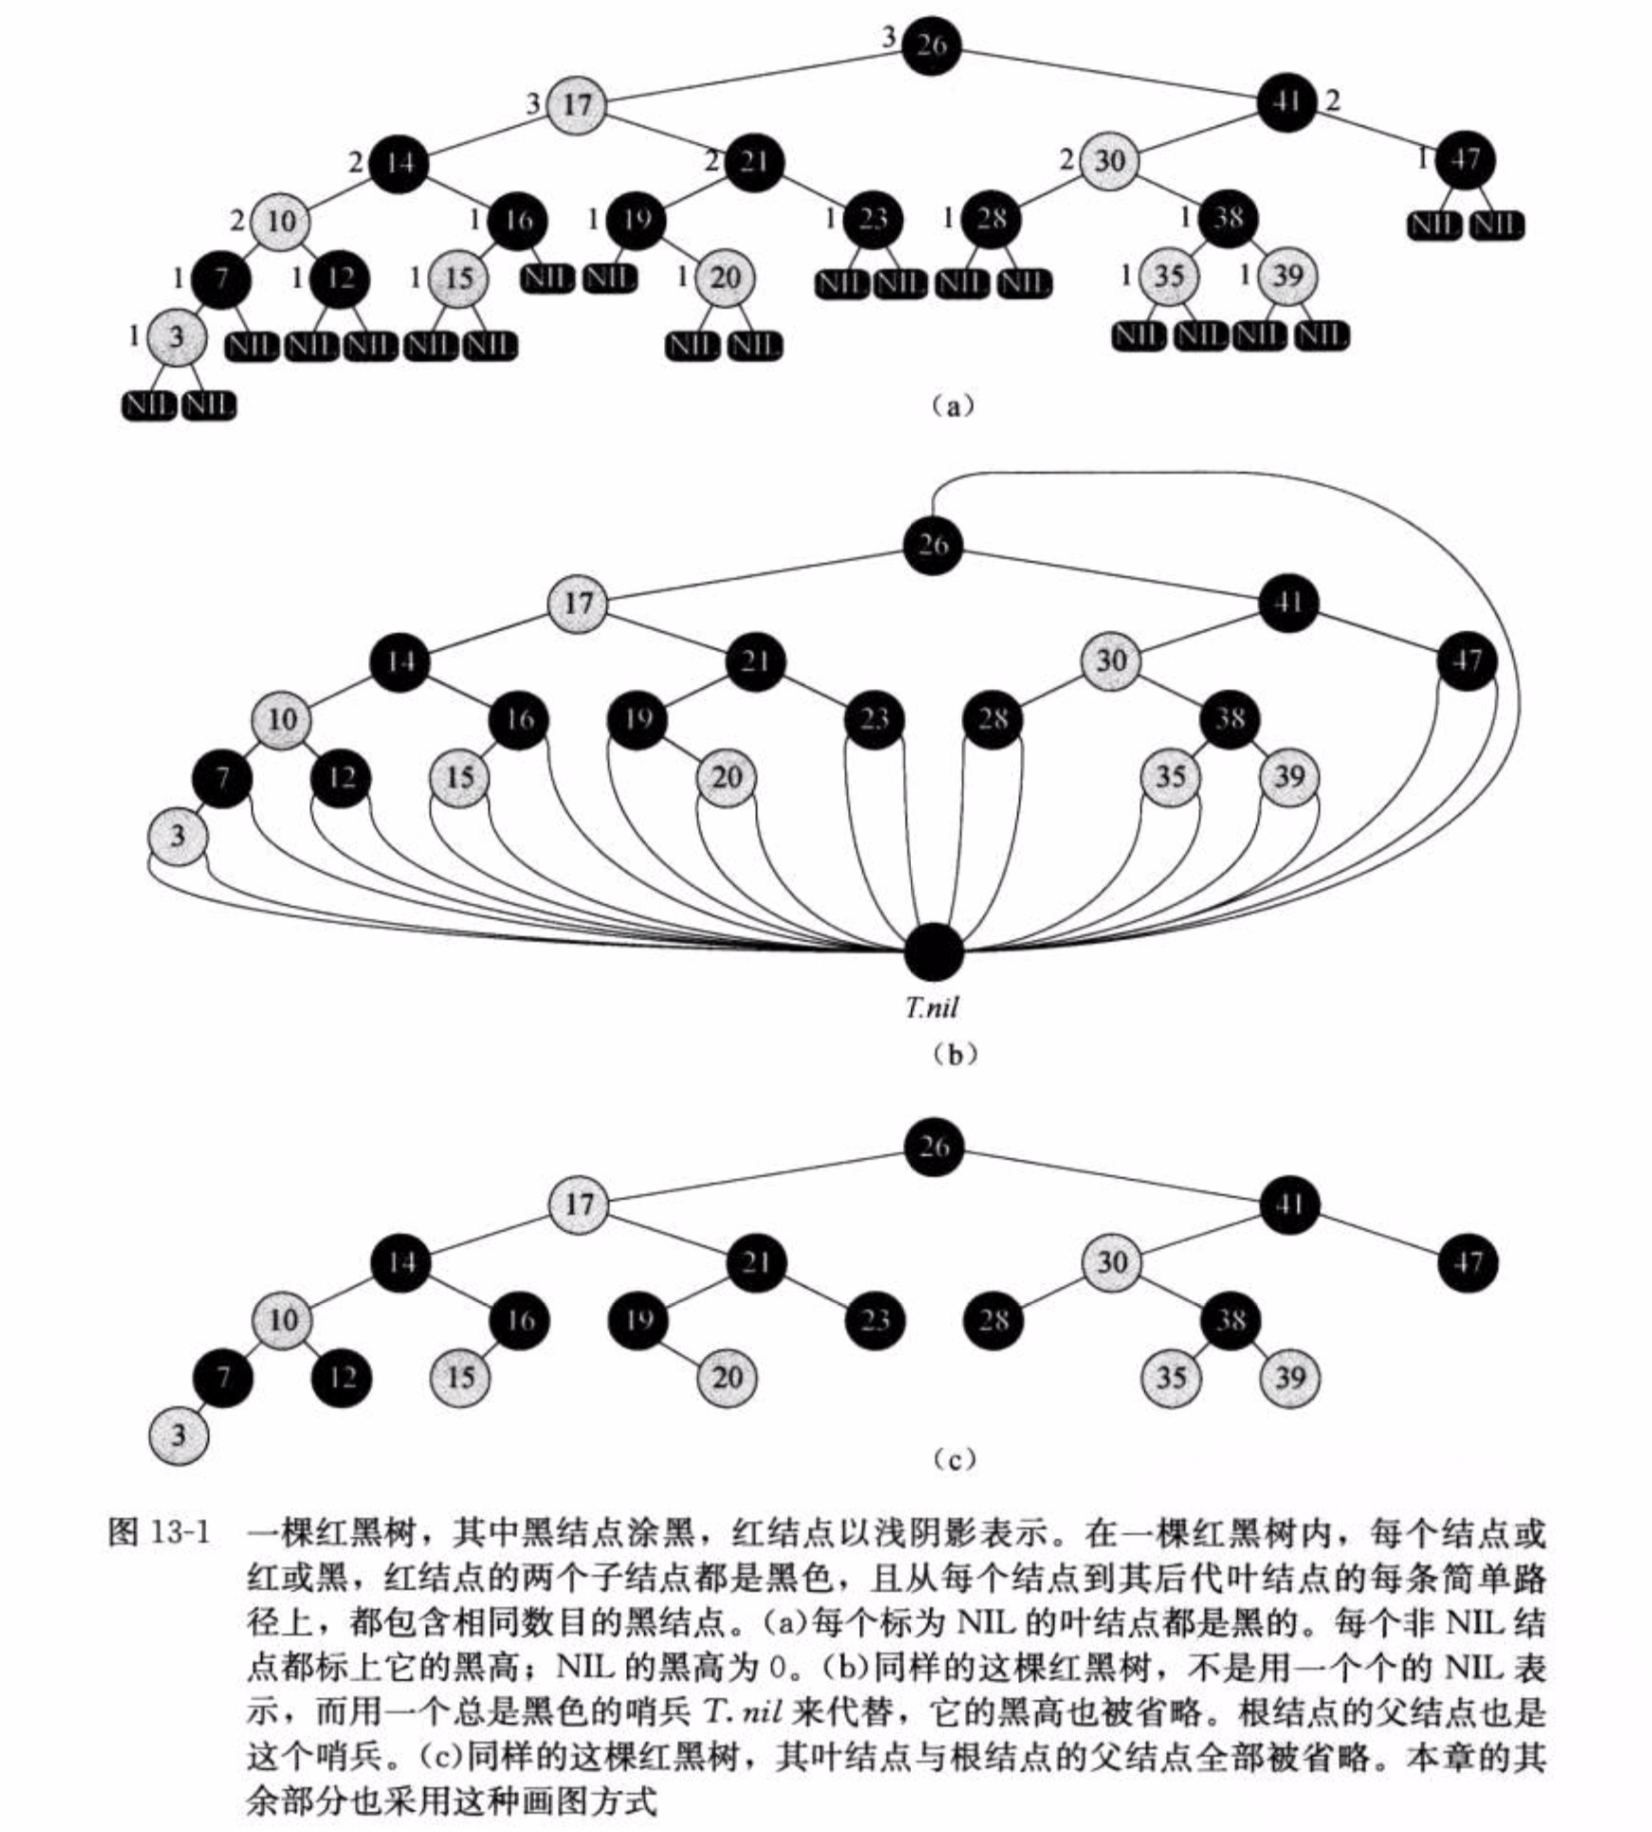 3 26
3 17 41 2
2 14 2 21 2 30 1 47
2 10 1 16 1 19 1 23 1 28 1 38 NIL NIL
1 7 1 12 1 15 NIL NIL 1 20 NIL NIL NIL NIL 1 35 1 39
1 3 NIL NIL NIL NIL NIL NIL NIL NIL NIL NIL NIL
NIL NIL
(a)
26
17 41
14 21 30 47
10 16 19 23 28 38
7 12 15 20 35 39
3
T.nil
(b)
26
17 41
14 21 30 47
10 16 19 23 28 38
7 12 15 20 35 39
3
(c)
图 13-1 一棵红黑树，其中黑结点涂黑，红结点以浅阴影表示。在一棵红黑树内，每个结点或
红或黑，红结点的两个子结点都是黑色，且从每个结点到其后代叶结点的每条简单路
径上，都包含相同数目的黑结点。(a)每个标为 NIL 的叶结点都是黑的。每个非 NIL 结
点都标上它的黑高；NIL 的黑高为 0。(b)同样的这棵红黑树，不是用一个个的 NIL 表
示，而用一个总是黑色的哨兵 T.nil 来代替，它的黑高也被省略。根结点的父结点也是
这个哨兵。(c)同样的这棵红黑树，其叶结点与根结点的父结点全部被省略。本章的其
余部分也采用这种画图方式